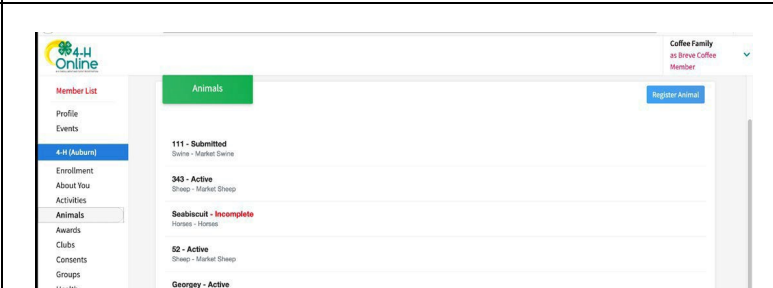 4-H
Online
Coffee Family
as Breve Coffee
Member
Member List
Profile
Events
4-H (Auburn)
Enrollment
About You
Activities
Animals
Awards
Clubs
Consents
Groups
Animals
Register Animal
111 - Submitted
Swine - Market Swine
343 - Active
Sheep - Market Sheep
Seabiscuit - Incomplete
Horses - Horses
52 - Active
Sheep - Market Sheep
Georgey - Active